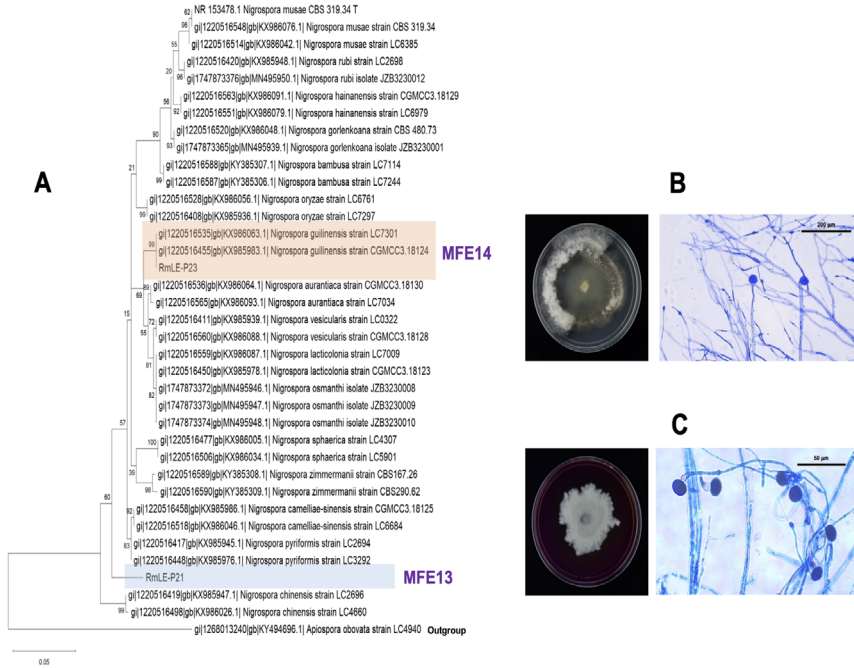 NR 153478.1 Nigrospora musae CBS 319.34 T
gi|1220516548|gb|KX986076.1| Nigrospora musae strain CBS 319.34
gi|1220516514|gb|KX986042.1| Nigrospora musae strain LC6385
gi|1220516420|gb|KX985948.1| Nigrospora rubi strain LC2698
gi|1747873376|gb|MN495950.1| Nigrospora rubi isolate JZB3230012
gi|1220516563|gb|KX986091.1| Nigrospora hainanensis strain CGMCC3.18129
gi|1220516551|gb|KX986079.1| Nigrospora hainanensis strain LC6979
gi|1220516520|gb|KX986048.1| Nigrospora gorlenkoana strain CBS 480.73
gi|1747873365|gb|MN495939.1| Nigrospora gorlenkoana isolate JZB3230001
gi|1220516588|gb|KY385307.1| Nigrospora bambusa strain LC7114
gi|1220516587|gb|KY385306.1| Nigrospora bambusa strain LC7244
gi|1220516528|gb|KX986056.1| Nigrospora oryzae strain LC6761
gi|1220516408|gb|KX985936.1| Nigrospora oryzae strain LC7297
gi|1220516535|gb|KX986063.1| Nigrospora guilinensis strain LC7301
gi|1220516455|gb|KX985983.1| Nigrospora guilinensis strain CGMCC3.18124
RmLE-P23
gi|1220516536|gb|KX986064.1| Nigrospora aurantiaca strain CGMCC3.18130
gi|1220516565|gb|KX986093.1| Nigrospora aurantiaca strain LC7034
gi|1220516411|gb|KX985939.1| Nigrospora vesicularis strain LC0322
gi|1220516560|gb|KX986088.1| Nigrospora vesicularis strain CGMCC3.18128
gi|1220516559|gb|KX986087.1| Nigrospora lacticolonia strain LC7009
gi|1220516450|gb|KX985978.1| Nigrospora lacticolonia strain CGMCC3.18123
gi|1747873372|gb|MN495946.1| Nigrospora osmanthi isolate JZB3230008
gi|1747873373|gb|MN495947.1| Nigrospora osmanthi isolate JZB3230009
gi|1747873374|gb|MN495948.1| Nigrospora osmanthi isolate JZB3230010
gi|1220516477|gb|KX986005.1| Nigrospora sphaerica strain LC4307
gi|1220516506|gb|KX986034.1| Nigrospora sphaerica strain LC5901
gi|1220516589|gb|KY385308.1| Nigrospora zimmermanii strain CBS167.26
gi|1220516590|gb|KY385309.1| Nigrospora zimmermanii strain CBS290.62
gi|1220516458|gb|KX985986.1| Nigrospora camelliae-sinensis strain CGMCC3.18125
gi|1220516518|gb|KX986046.1| Nigrospora camelliae-sinensis strain LC6684
gi|1220516417|gb|KX985945.1| Nigrospora pyriformis strain LC2694
gi|1220516448|gb|KX985976.1| Nigrospora pyriformis strain LC3292
RmLE-P21
gi|1220516419|gb|KX985947.1| Nigrospora chinensis strain LC2696
gi|1220516498|gb|KX986026.1| Nigrospora chinensis strain LC4660
gi|1268013240|gb|KY494696.1| Apiospora obovata strain LC4940 Outgroup
62
96
55
96
20
92
56
93
90
99
21
99
99
89
69
72
55
15
81
82
57
100
39
98
92
60
83
99
0.05
A
MFE14
MFE13
B
200 µm
C
50 µm